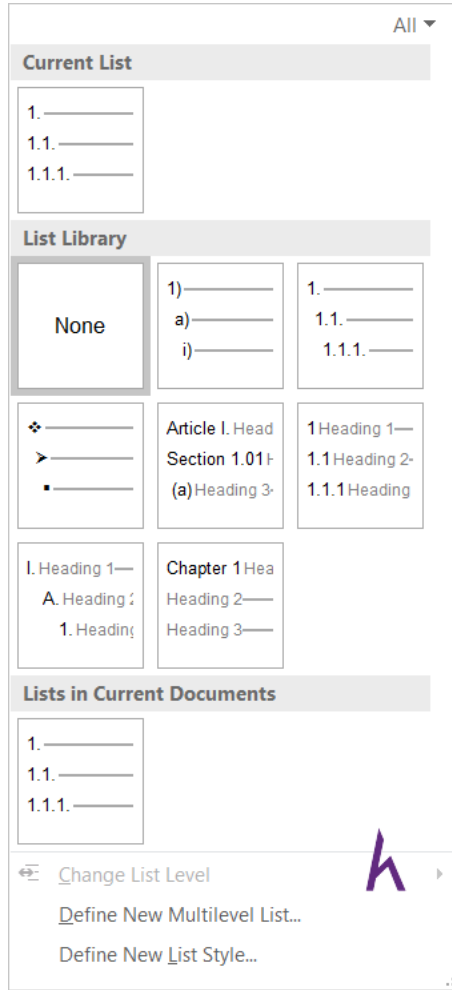 All
Current List
1.
1.1.
1.1.1.
List Library
None
1)
a)
i)
1.
1.1.
1.1.1.
Article I. Head
Section 1.01
(a) Heading 3
1 Heading 1
1.1 Heading 2
1.1.1 Heading
I. Heading 1
A. Heading 2
1. Heading
Chapter 1 Hea
Heading 2
Heading 3
Lists in Current Documents
1.
1.1.
1.1.1.
Change List Level
Define New Multilevel List...
Define New List Style...